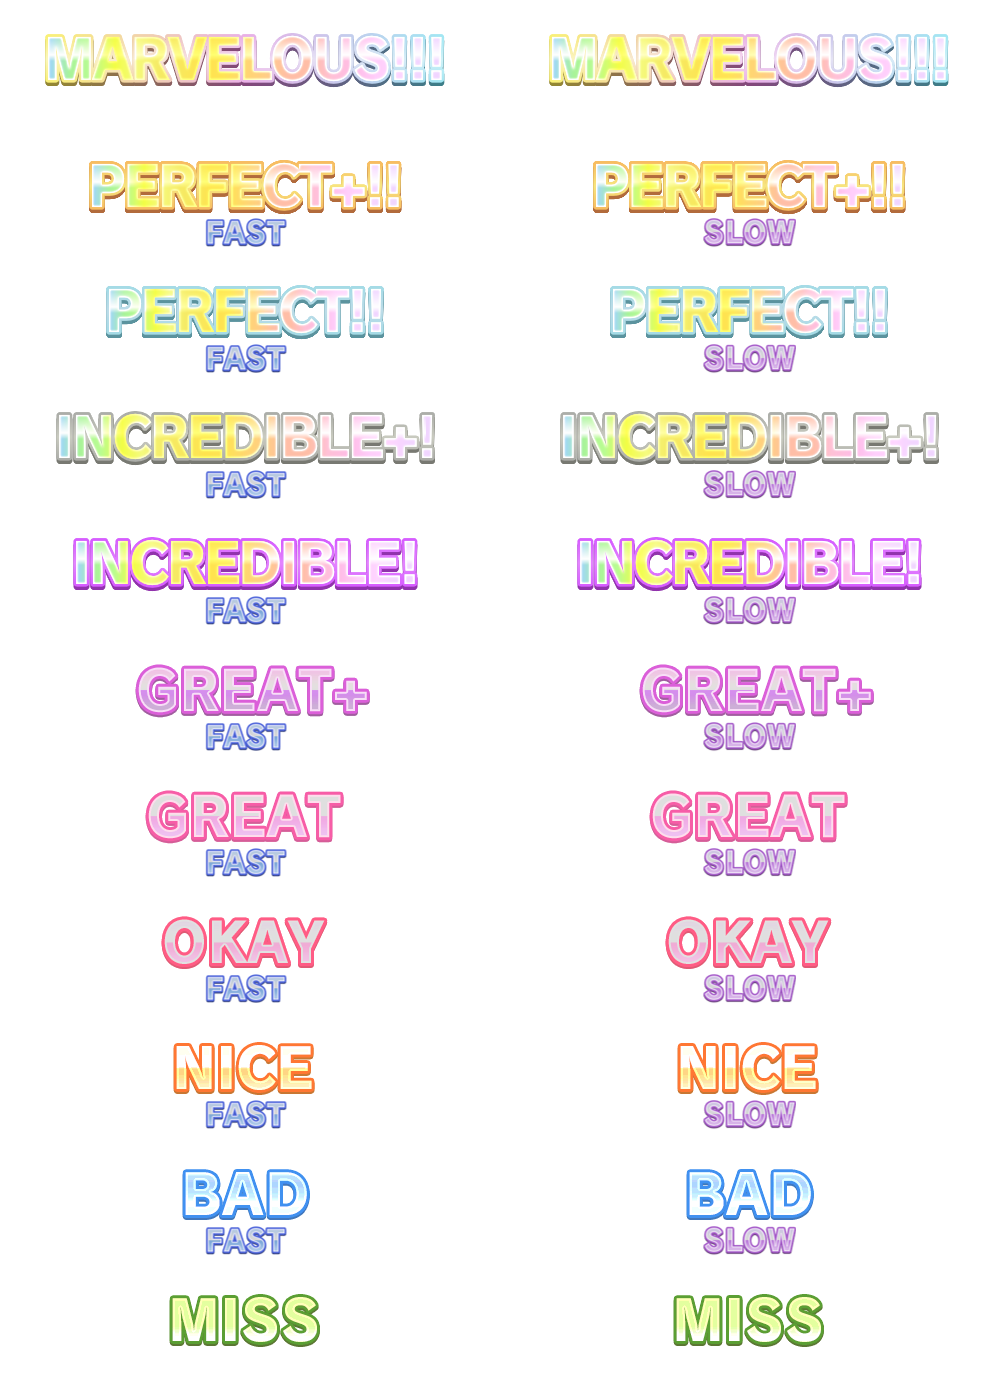 MARVELOUS!!! MARVELOUS!!!
PERFECT+!! PERFECT+!!
FAST SLOW
PERFECT!! PERFECT!!
FAST SLOW
INCREDIBLE+! INCREDIBLE+!
FAST SLOW
INCREDIBLE! INCREDIBLE!
FAST SLOW
GREAT+ GREAT+
FAST SLOW
GREAT GREAT
FAST SLOW
OKAY OKAY
FAST SLOW
NICE NICE
FAST SLOW
BAD BAD
FAST SLOW
MISS MISS